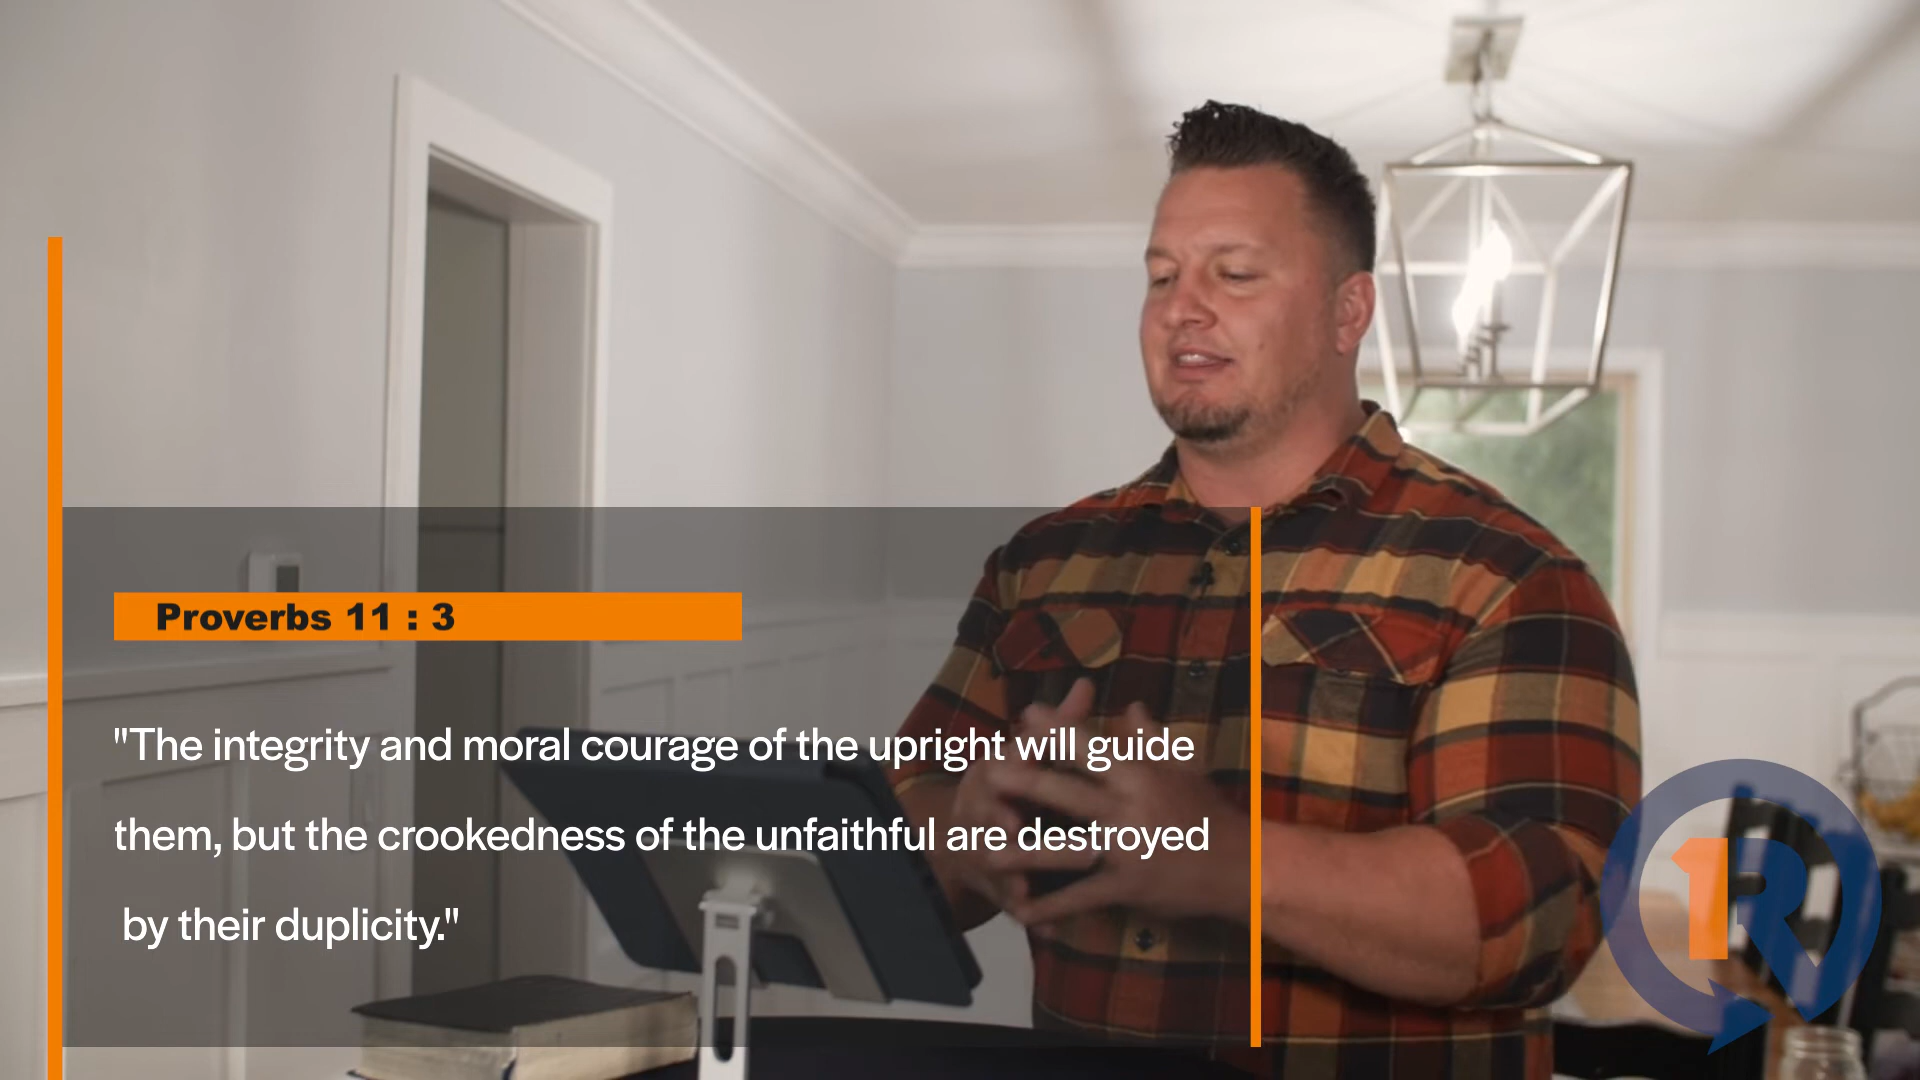 Proverbs 11 : 3
"The integrity and moral courage of the upright will guide
them, but the crookedness of the unfaithful are destroyed
by their duplicity."
1R